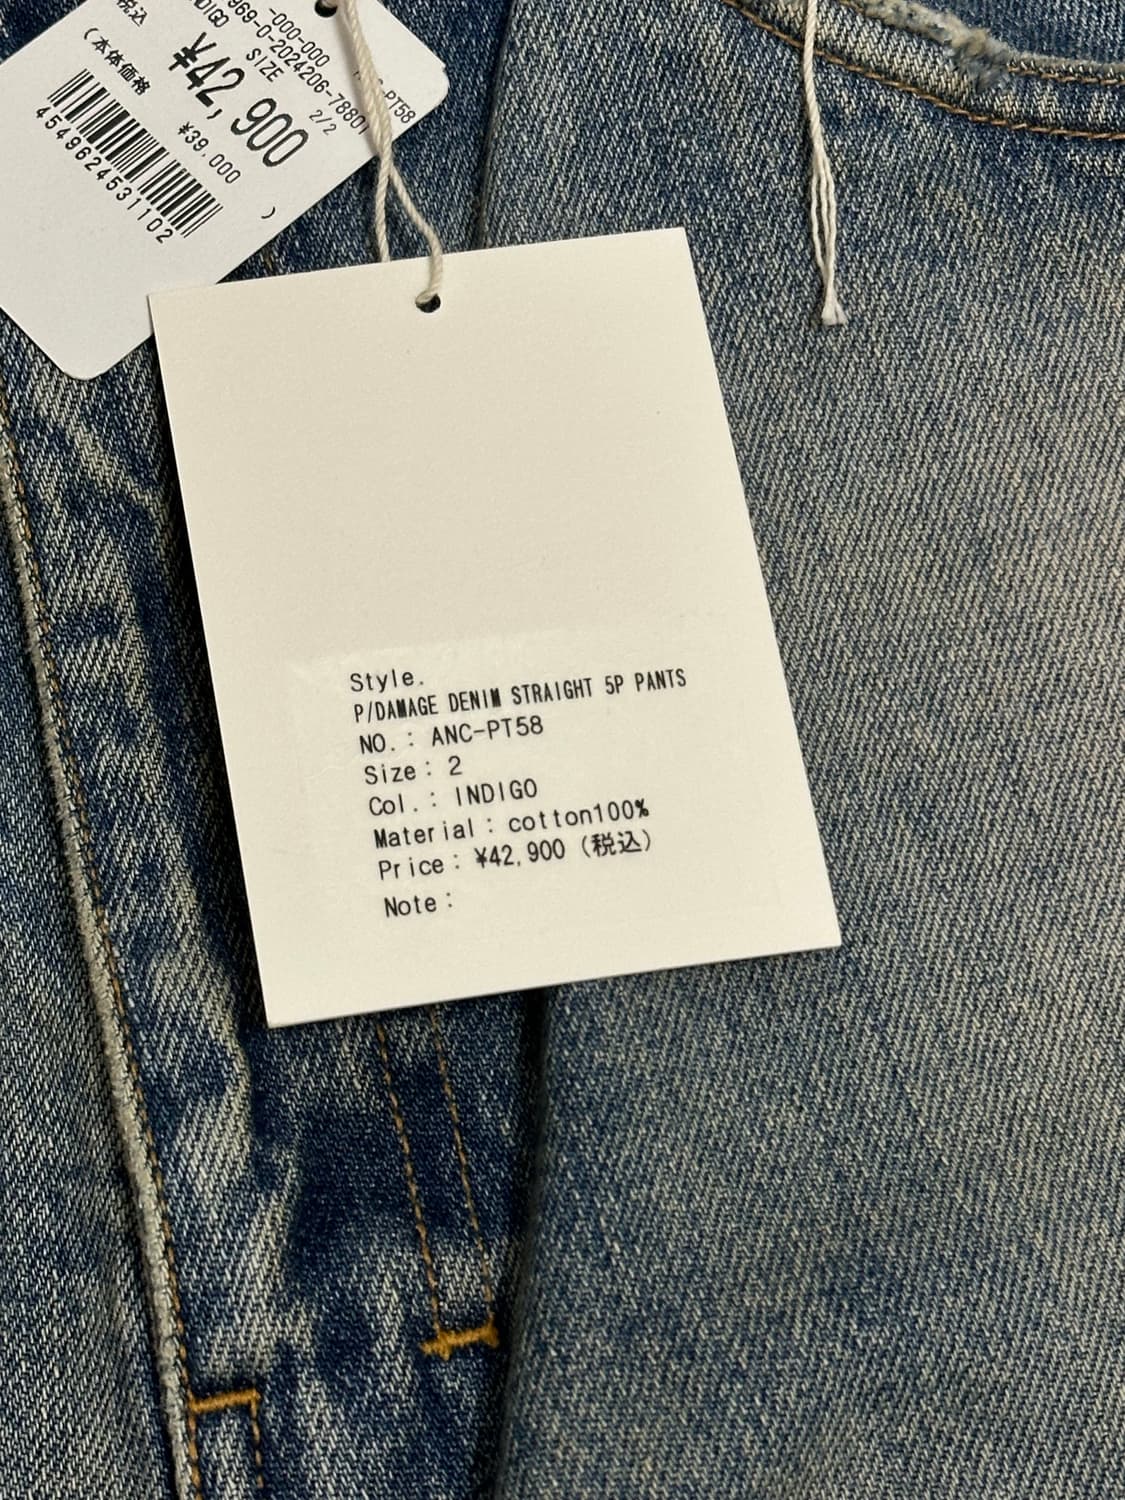 税込
¥42,900
(本体価格 ¥39,000 )
4549624531102
INDIGO
SIZE 2/2
969-0-2024206-78801
-000-000
-PT58
Style.
P/DAMAGE DENIM STRAIGHT 5P PANTS
NO.: ANC-PT58
Size: 2
Col.: INDIGO
Material: cotton100%
Price: ¥42,900 (税込)
Note: